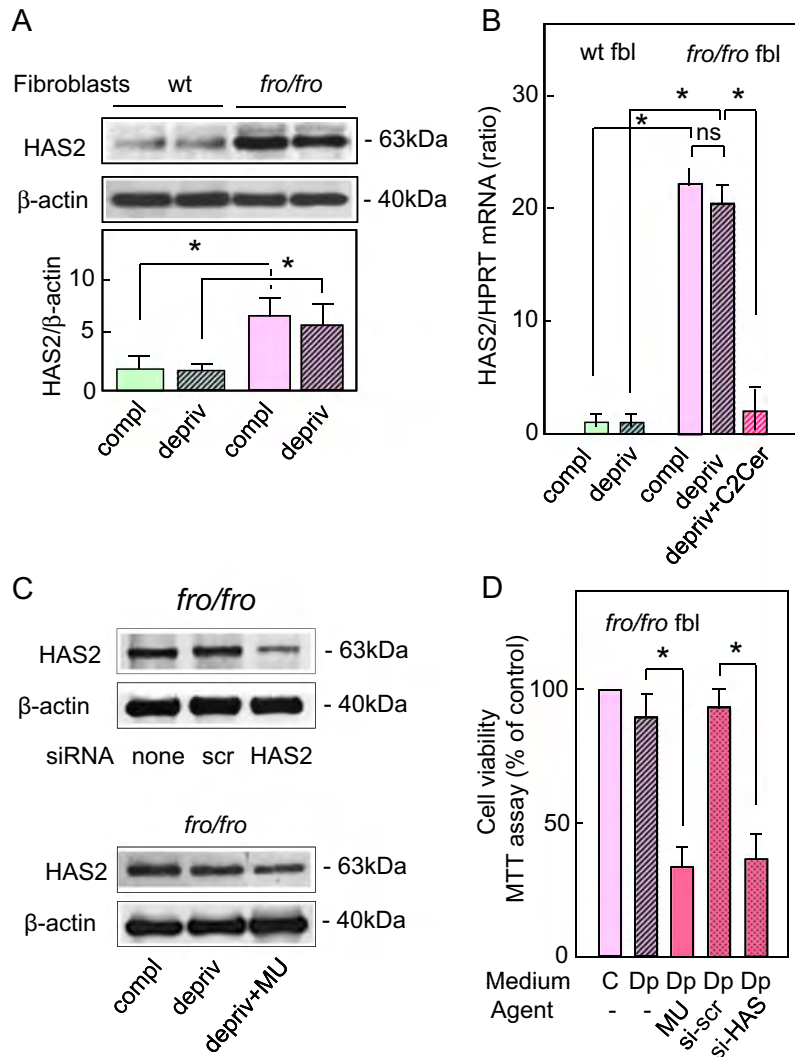 A
Fibroblasts wt fro/fro
HAS2 - 63kDa
β-actin - 40kDa
HAS2/β-actin
10
5
0
* *
compl depriv compl depriv
B
wt fbl fro/fro fbl
HAS2/HPRT mRNA (ratio)
30
20
10
0
* *
* ns
compl depriv compl depriv depriv+C2Cer
C
fro/fro
HAS2 - 63kDa
β-actin - 40kDa
siRNA none scr HAS2
fro/fro
HAS2 - 63kDa
β-actin - 40kDa
compl depriv depriv+MU
D
fro/fro fbl
Cell viability
MTT assay (% of control)
100
50
0
* *
Medium C Dp Dp Dp Dp
Agent - - MU si-scr si-HAS